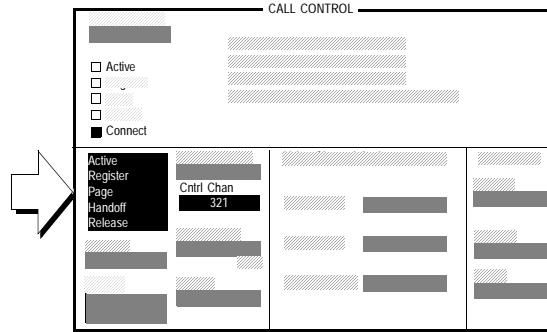 CALL CONTROL
Active
Connect
Active
Register
Page
Handoff
Release
Cntrl Chan
321